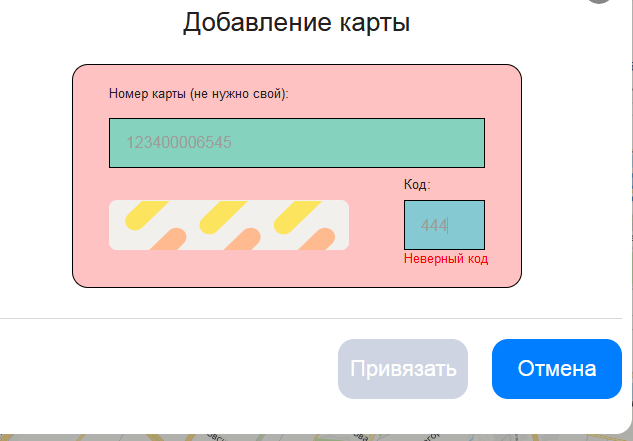 Добавление карты
Номер карты (не нужно свой):
123400006545
Код:
444
Неверный код
Привязать
Отмена